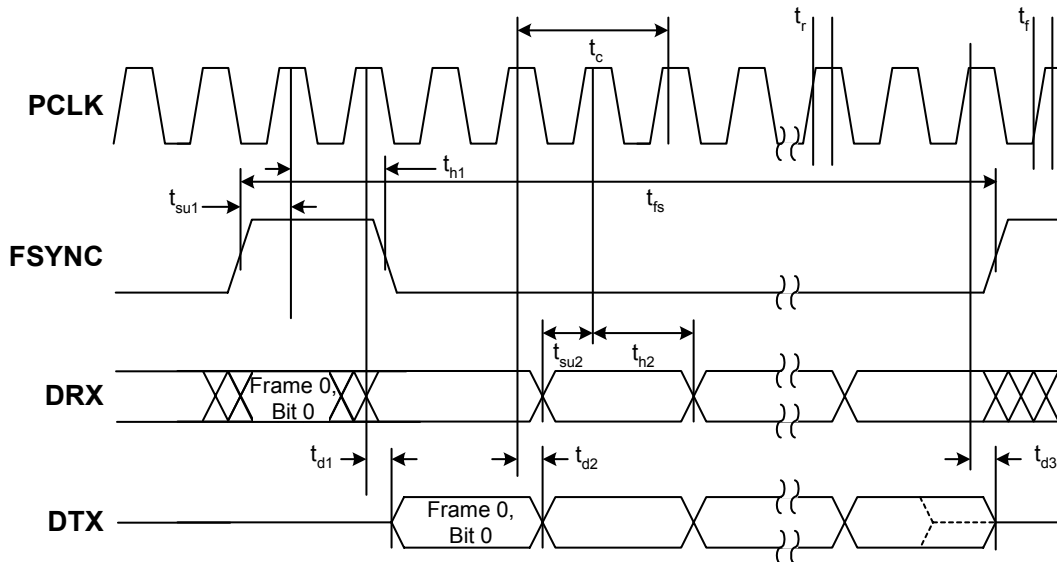 t_r
t_f
t_c
PCLK
t_h1
t_su1
t_fs
FSYNC
t_su2
t_h2
DRX
Frame 0,
Bit 0
t_d1
t_d2
t_d3
DTX
Frame 0,
Bit 0